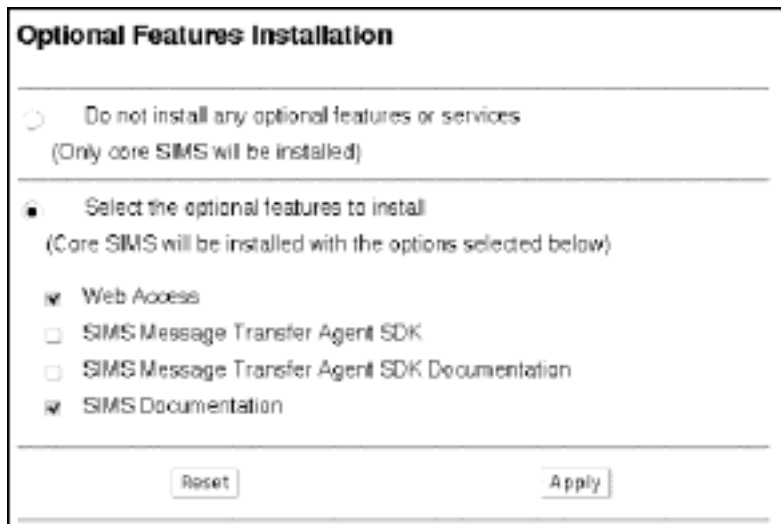 Optional Features Installation
Do not install any optional features or services
(Only core SIMS will be installed)
Select the optional features to install
(Core SIMS will be installed with the options selected below)
Web Access
SIMS Message Transfer Agent SDK
SIMS Message Transfer Agent SDK Documentation
SIMS Documentation
Reset Apply